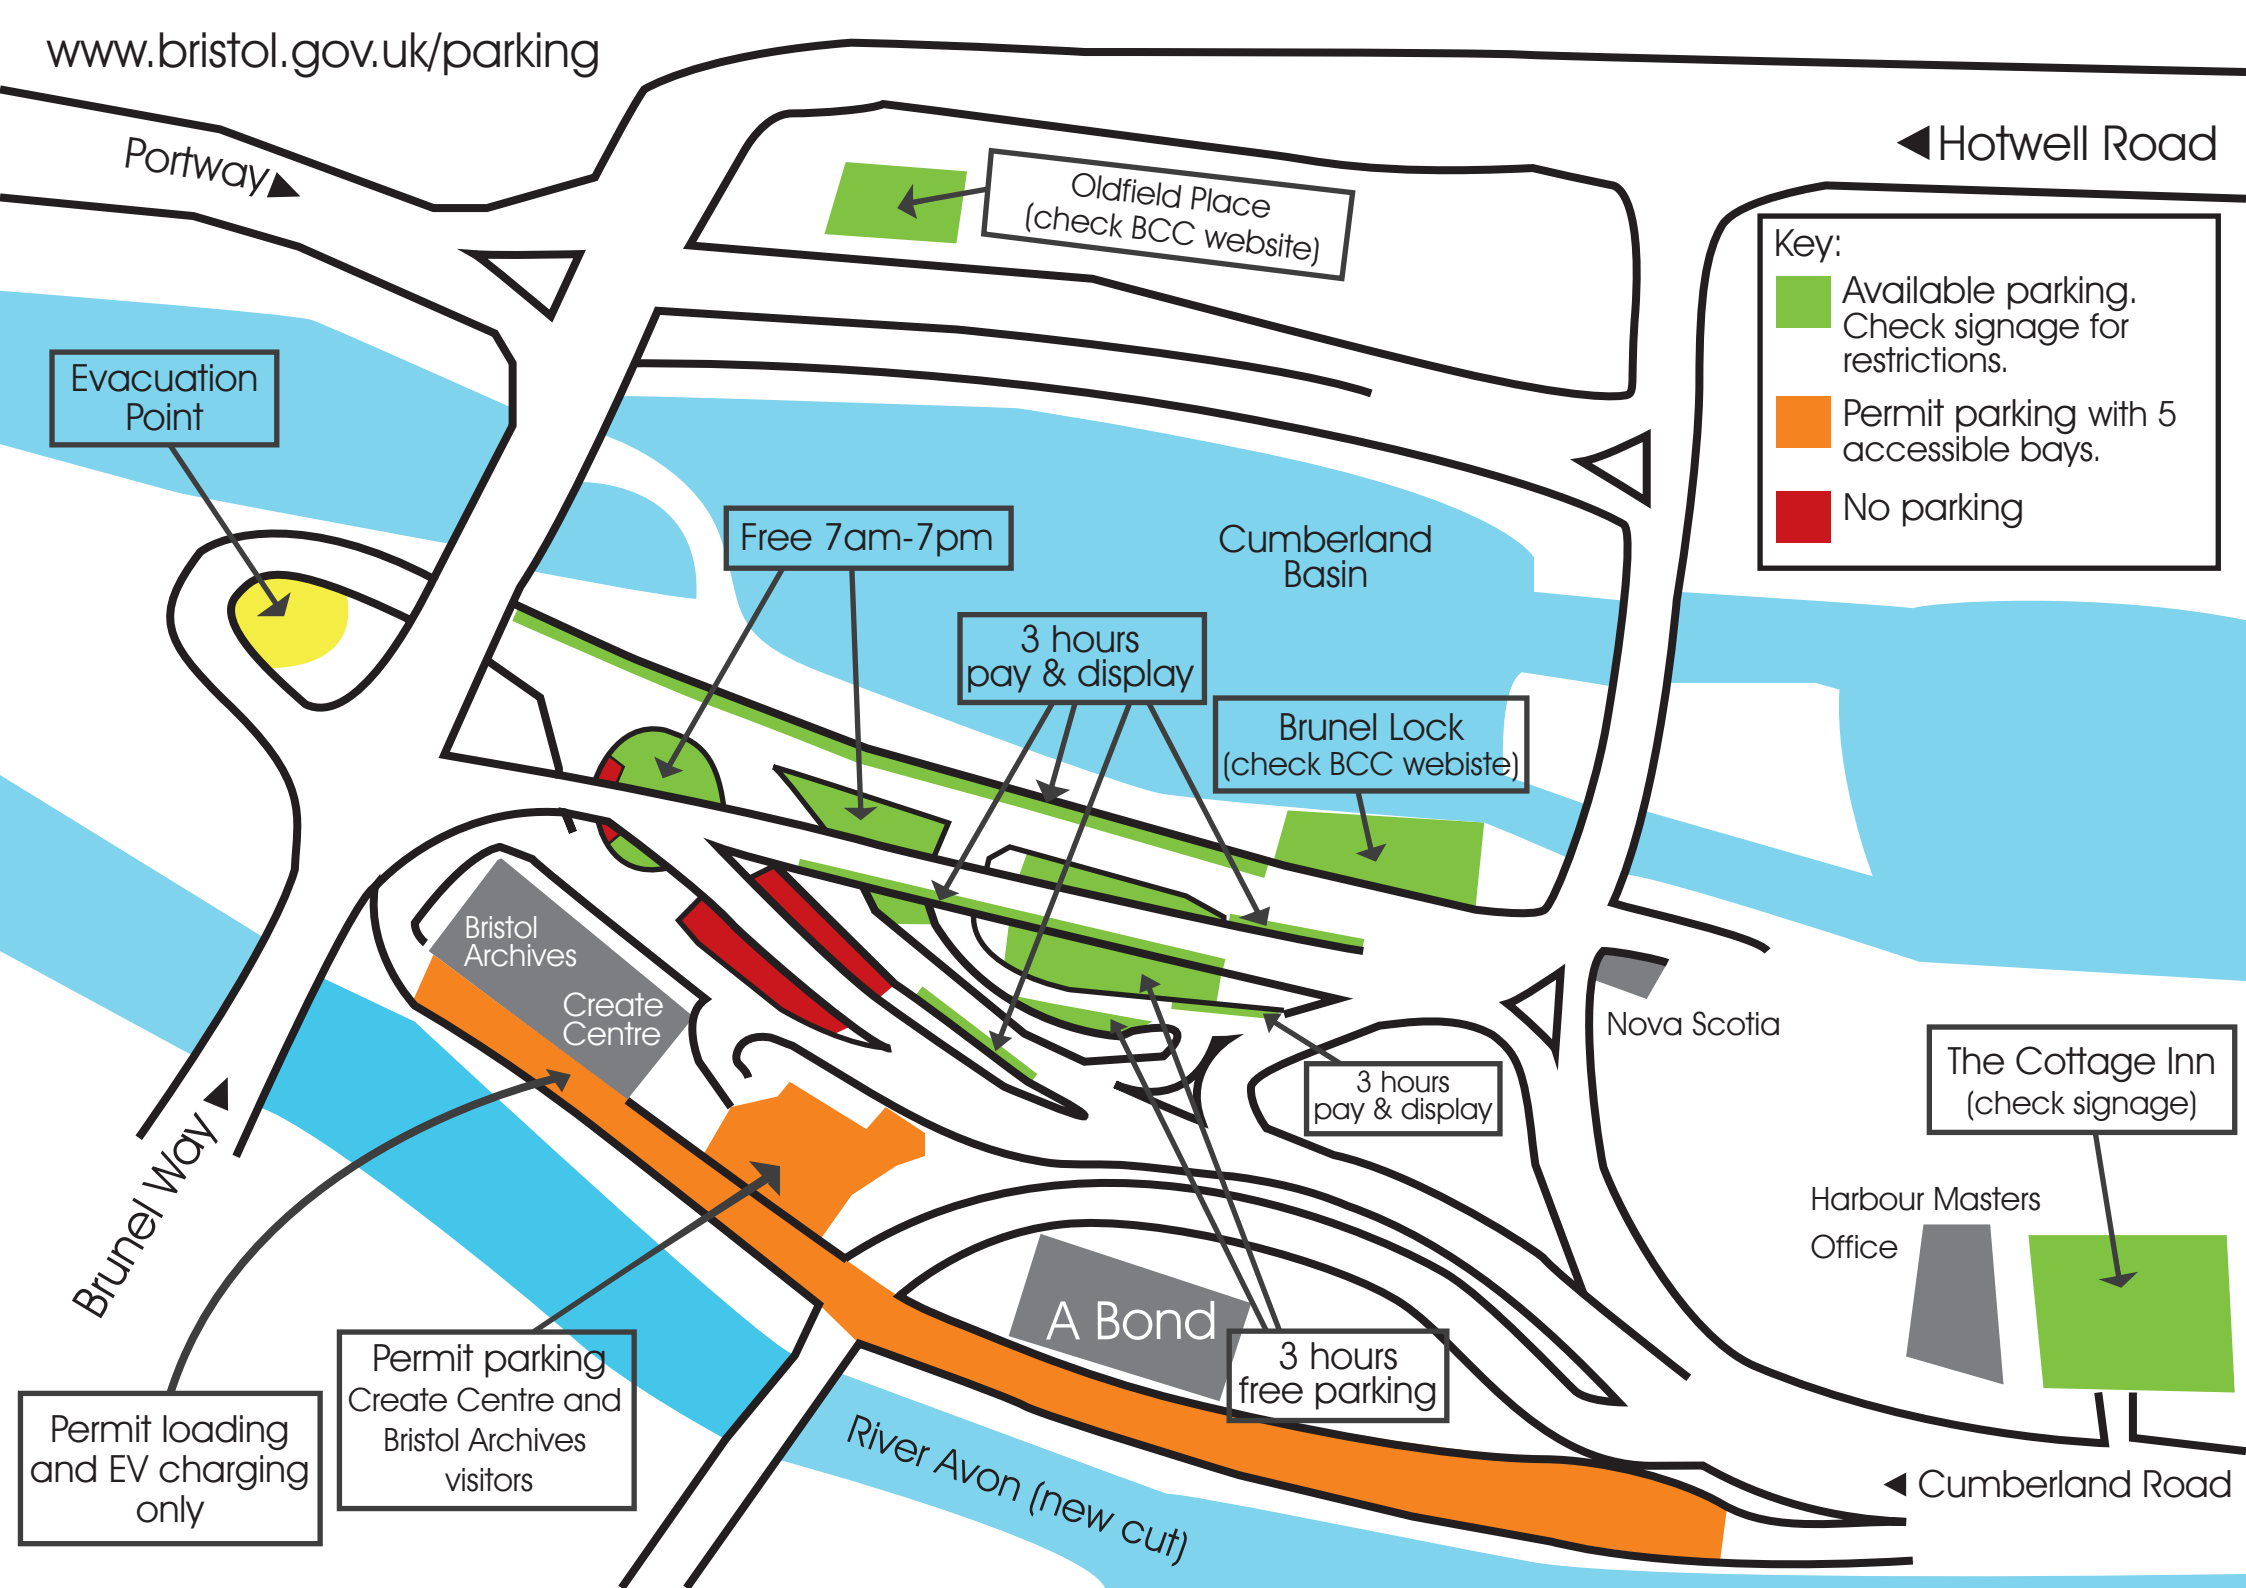 www.bristol.gov.uk/parking
Portway
Hotwell Road
Oldfield Place
(check BCC website)
Key:
Available parking.
Check signage for
restrictions.
Permit parking with 5
accessible bays.
No parking
Evacuation
Point
Free 7am-7pm
Cumberland
Basin
3 hours
pay & display
Brunel Lock
(check BCC webiste)
Bristol
Archives
Create
Centre
Nova Scotia
The Cottage Inn
(check signage)
3 hours
pay & display
Brunel Way
Harbour Masters
Office
A Bond
3 hours
free parking
Permit parking
Create Centre and
Bristol Archives
visitors
Permit loading
and EV charging
only
River Avon (new cut)
Cumberland Road